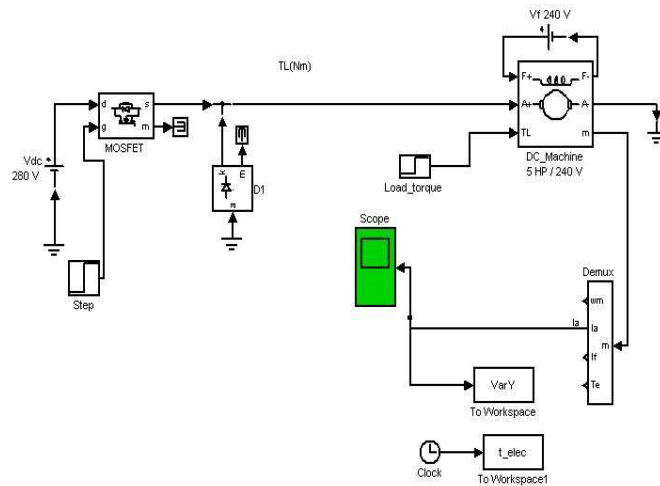 Vf 240 V
TL(Nm)
F+
F-
d
s
A+
A-
g
m
TL
m
MOSFET
DC_Machine
5 HP / 240 V
Vdc
280 V
k
m
a
D1
Load_torque
Scope
Step
Demux
wm
Ia
Ia
m
If
Te
VarY
To Workspace
t_elec
Clock
To Workspace1